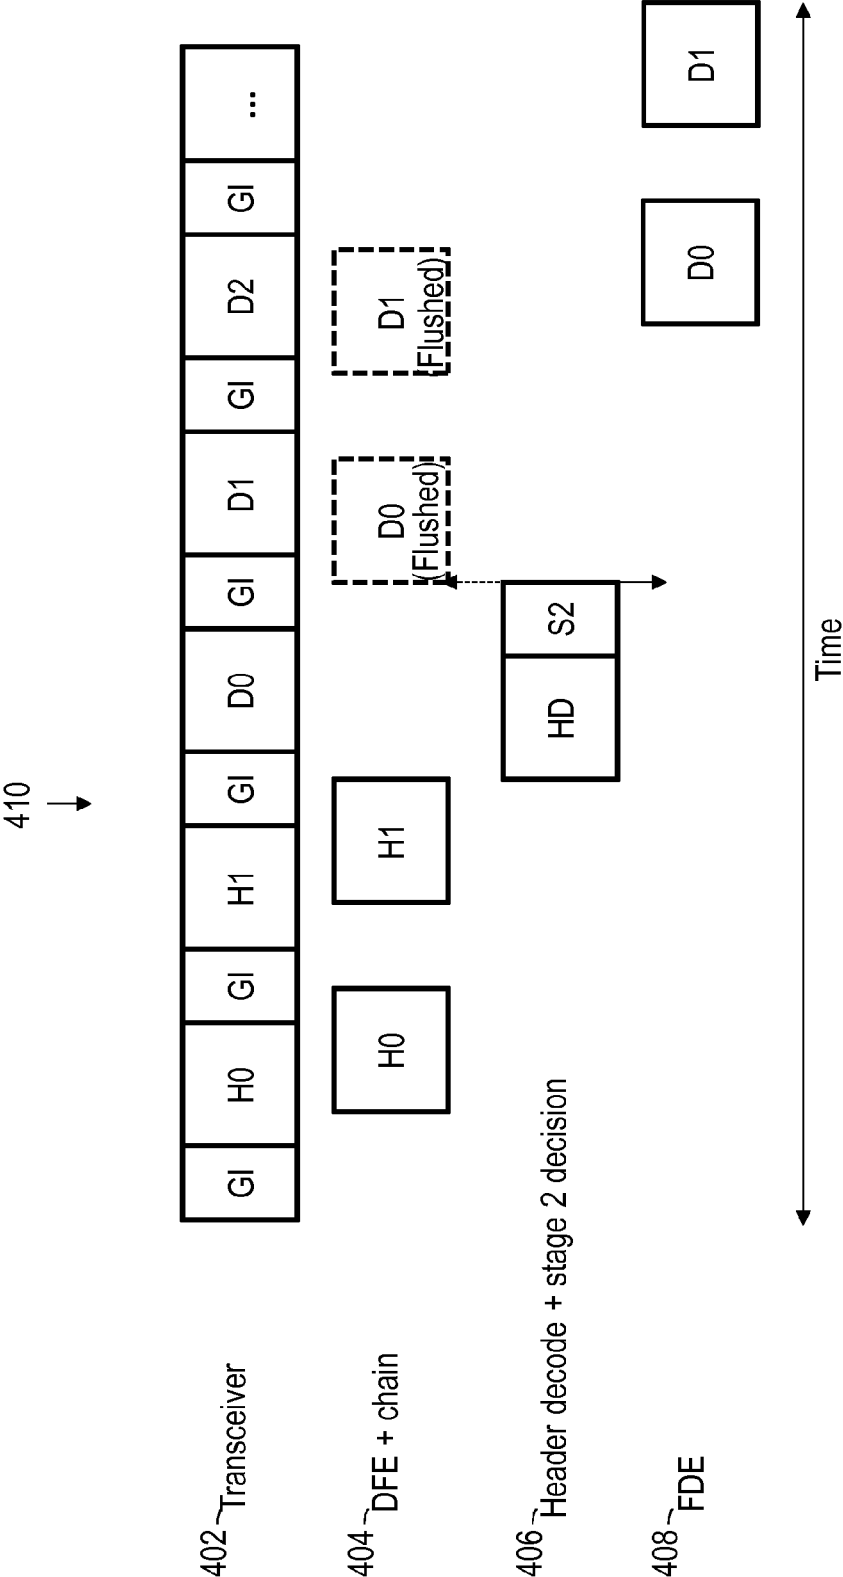 410
402 Transceiver
GI
H0
GI
H1
GI
D0
GI
D1
GI
D2
GI
...
404 DFE + chain
H0
H1
D0
(Flushed)
D1
(Flushed)
406 Header decode + stage 2 decision
HD
S2
408 FDE
D0
D1
Time